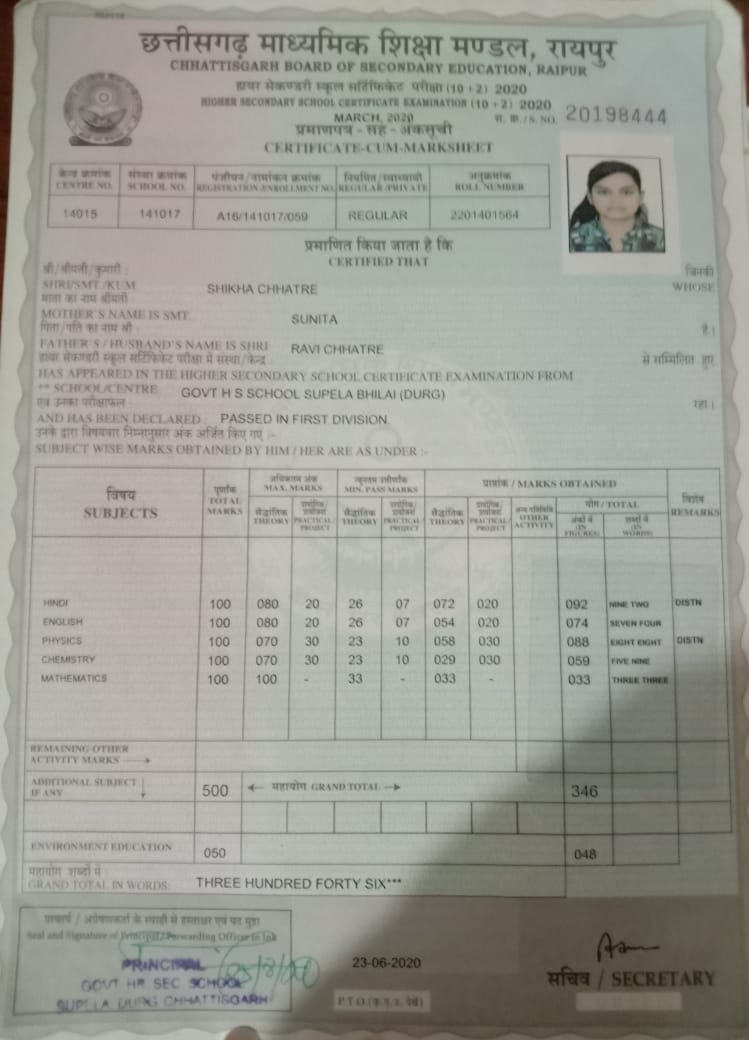 छत्तीसगढ़ माध्यमिक शिक्षा मण्डल, रायपुर
CHHATTISGARH BOARD OF SECONDARY EDUCATION, RAIPUR
हायर सेकण्डरी स्कूल सर्टिफिकेट परीक्षा (10 + 2) 2020
HIGHER SECONDARY SCHOOL CERTIFICATE EXAMINATION (10 + 2) 2020
MARCH, 2020 स. क्र./S. NO. 20198444
प्रमाणपत्र - सह - अंकसूची
CERTIFICATE-CUM-MARKSHEET
केन्द्र क्रमांक संस्था क्रमांक पंजीयन/नामांकन क्रमांक नियमित/स्वाध्यायी अनुक्रमांक
CENTRE NO. SCHOOL NO. REGISTRATION/ENROLLMENT NO. REGULAR/PRIVATE ROLL NUMBER
14015 141017 A16/141017/059 REGULAR 2201401564
प्रमाणित किया जाता है कि
CERTIFIED THAT
श्री/श्रीमती/कुमारी : जिनकी
SHRI/SMT./KUM. SHIKHA CHHATRE WHOSE
माता का नाम श्रीमती
MOTHER'S NAME IS SMT. SUNITA
पिता/पति का नाम श्री है।
FATHER'S / HUSBAND'S NAME IS SHRI RAVI CHHATRE
हायर सेकण्डरी स्कूल सर्टिफिकेट परीक्षा में संस्था/केन्द्र से सम्मिलित हुए
HAS APPEARED IN THE HIGHER SECONDARY SCHOOL CERTIFICATE EXAMINATION FROM
** SCHOOL/CENTRE GOVT H S SCHOOL SUPELA BHILAI (DURG)
एवं उनका परीक्षाफल रहा।
AND HAS BEEN DECLARED : PASSED IN FIRST DIVISION
उनके द्वारा विषयवार निम्नानुसार अंक अर्जित किए गए :-
SUBJECT WISE MARKS OBTAINED BY HIM / HER ARE AS UNDER :-
विषय पूर्णांक अधिकतम अंक न्यूनतम उत्तीर्णांक प्राप्तांक / MARKS OBTAINED विशेष
SUBJECTS TOTAL MARKS MAX. MARKS MIN. PASS MARKS योग / TOTAL REMARKS
सैद्धांतिक प्रायोगिक/ प्रायोजना सैद्धांतिक प्रायोगिक/ प्रायोजना सैद्धांतिक प्रायोगिक/ प्रायोजना अन्य गतिविधि अंकों में शब्दों में
THEORY PRACTICAL/ PROJECT THEORY PRACTICAL/ PROJECT THEORY PRACTICAL/ PROJECT OTHER ACTIVITY (IN FIGURES) (IN WORDS)
HINDI 100 080 20 26 07 072 020 092 NINE TWO DISTN
ENGLISH 100 080 20 26 07 054 020 074 SEVEN FOUR
PHYSICS 100 070 30 23 10 058 030 088 EIGHT EIGHT DISTN
CHEMISTRY 100 070 30 23 10 029 030 059 FIVE NINE
MATHEMATICS 100 100 - 33 - 033 - 033 THREE THREE
REMAINING OTHER
ACTIVITY MARKS
ADDITIONAL SUBJECT
IF ANY 500 महायोग GRAND TOTAL 346
ENVIRONMENT EDUCATION 050 048
महायोग शब्दों में
GRAND TOTAL IN WORDS: THREE HUNDRED FORTY SIX***
प्राचार्य / अग्रेषणकर्ता के स्याही से हस्ताक्षर एवं पद मुद्रा
Seal and Signature of Principal / Forwarding Officer in Ink
PRINCIPAL
GOVT HR. SEC. SCHOOL
SUPELA DURG CHHATTISGARH
23-06-2020
सचिव / SECRETARY
P.T.O.(कृ.पृ.उ. देखें)